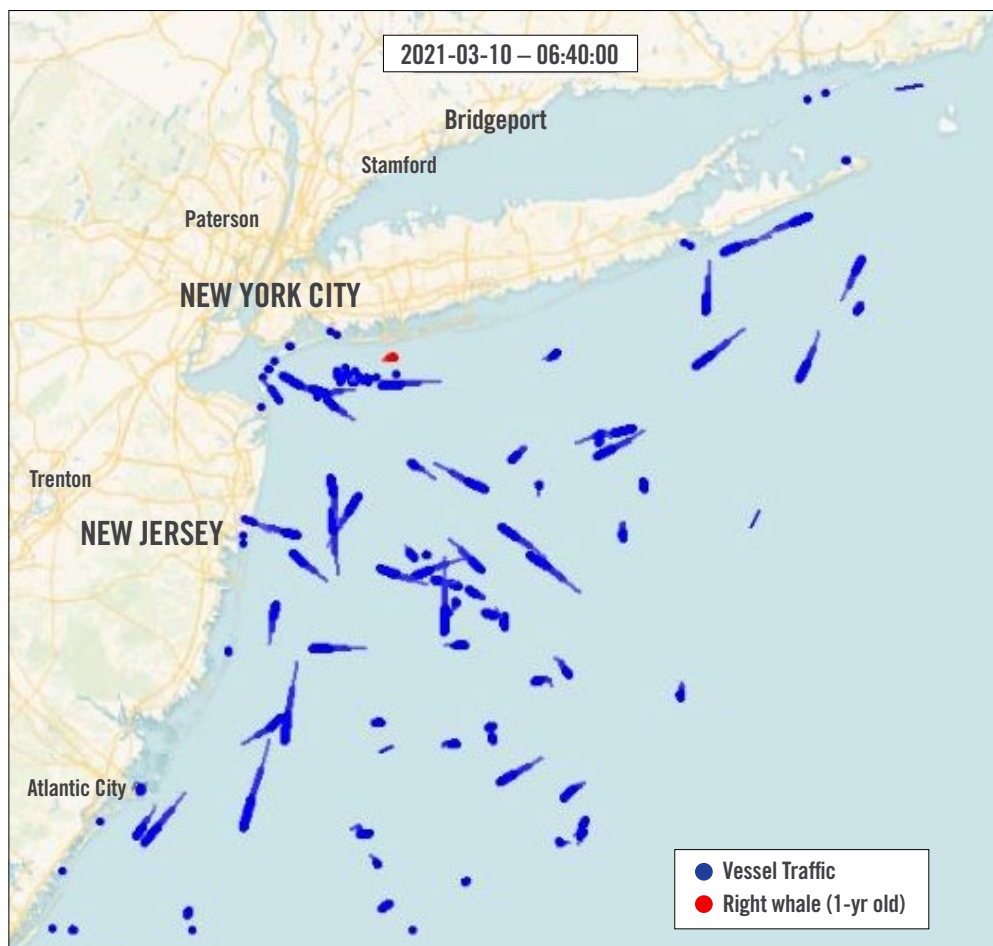 2021-03-10 – 06:40:00
Bridgeport
Stamford
Paterson
NEW YORK CITY
Trenton
NEW JERSEY
Atlantic City
Vessel Traffic
Right whale (1-yr old)